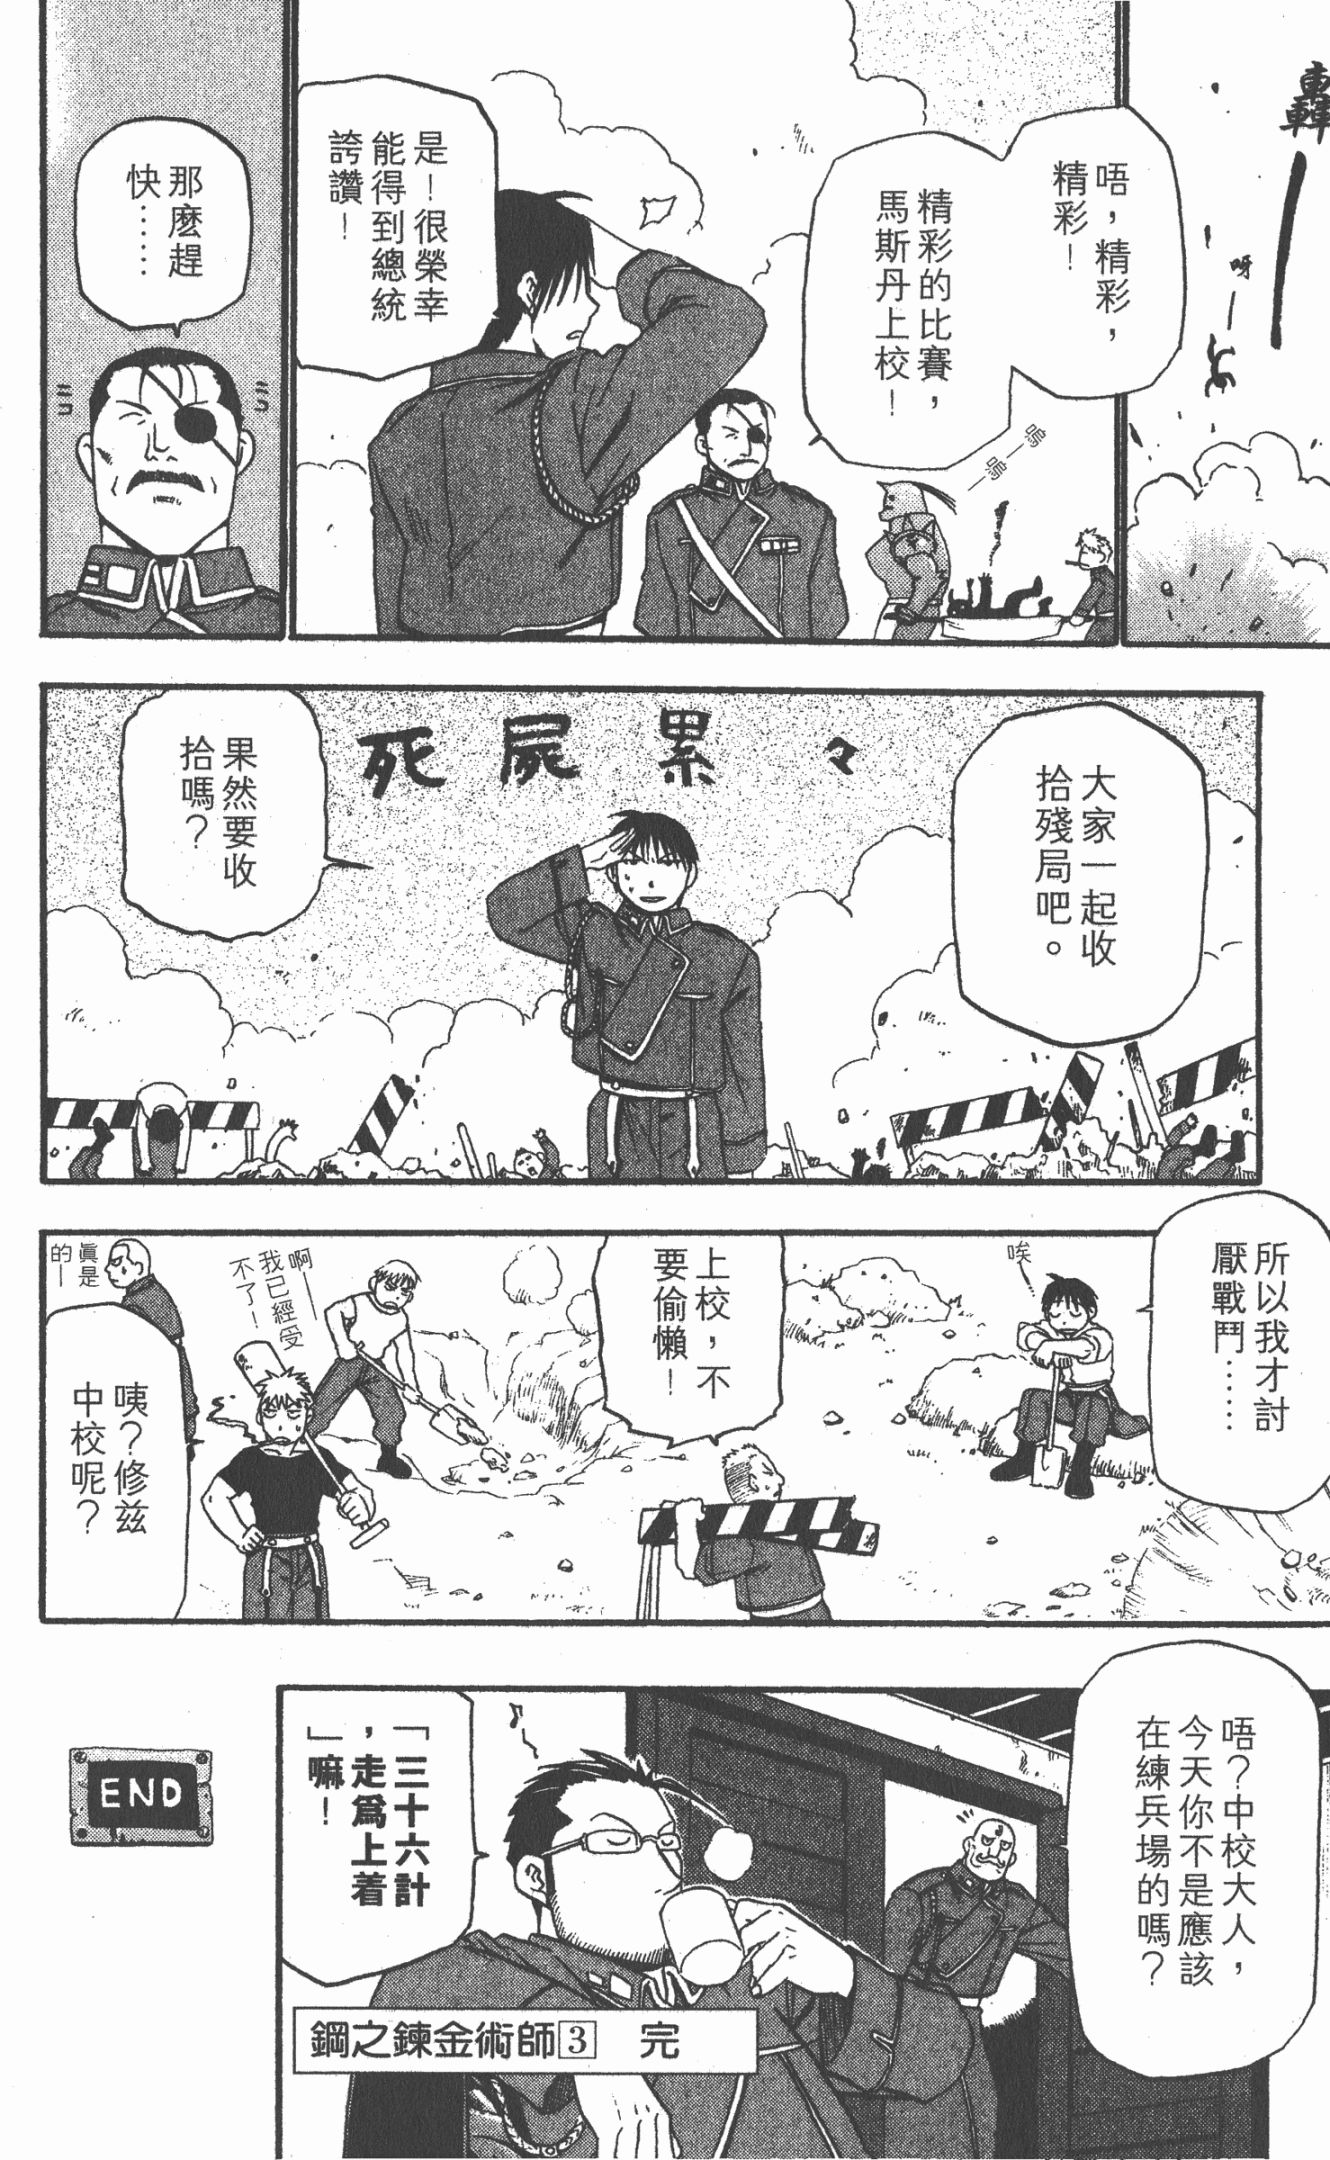 轟—
呀—
唔，精彩，
精彩！
精彩的比賽，
馬斯丹上校！
嗚—嗚—
是！很榮幸
能得到總統
誇讚！
那麼趕
快……
大家一起收
拾殘局吧。
死屍累々
果然要收
拾嗎？
所以我才討
厭戰鬥……
唉
上校，不
要偷懶！
啊——
我已經受
不了！
眞是
的—
咦？修兹
中校呢？
唔？中校大人，
今天你不是應該
在練兵場的嗎？
「三十六計
，走爲上着
」嘛！
鋼之鍊金術師3 完
END